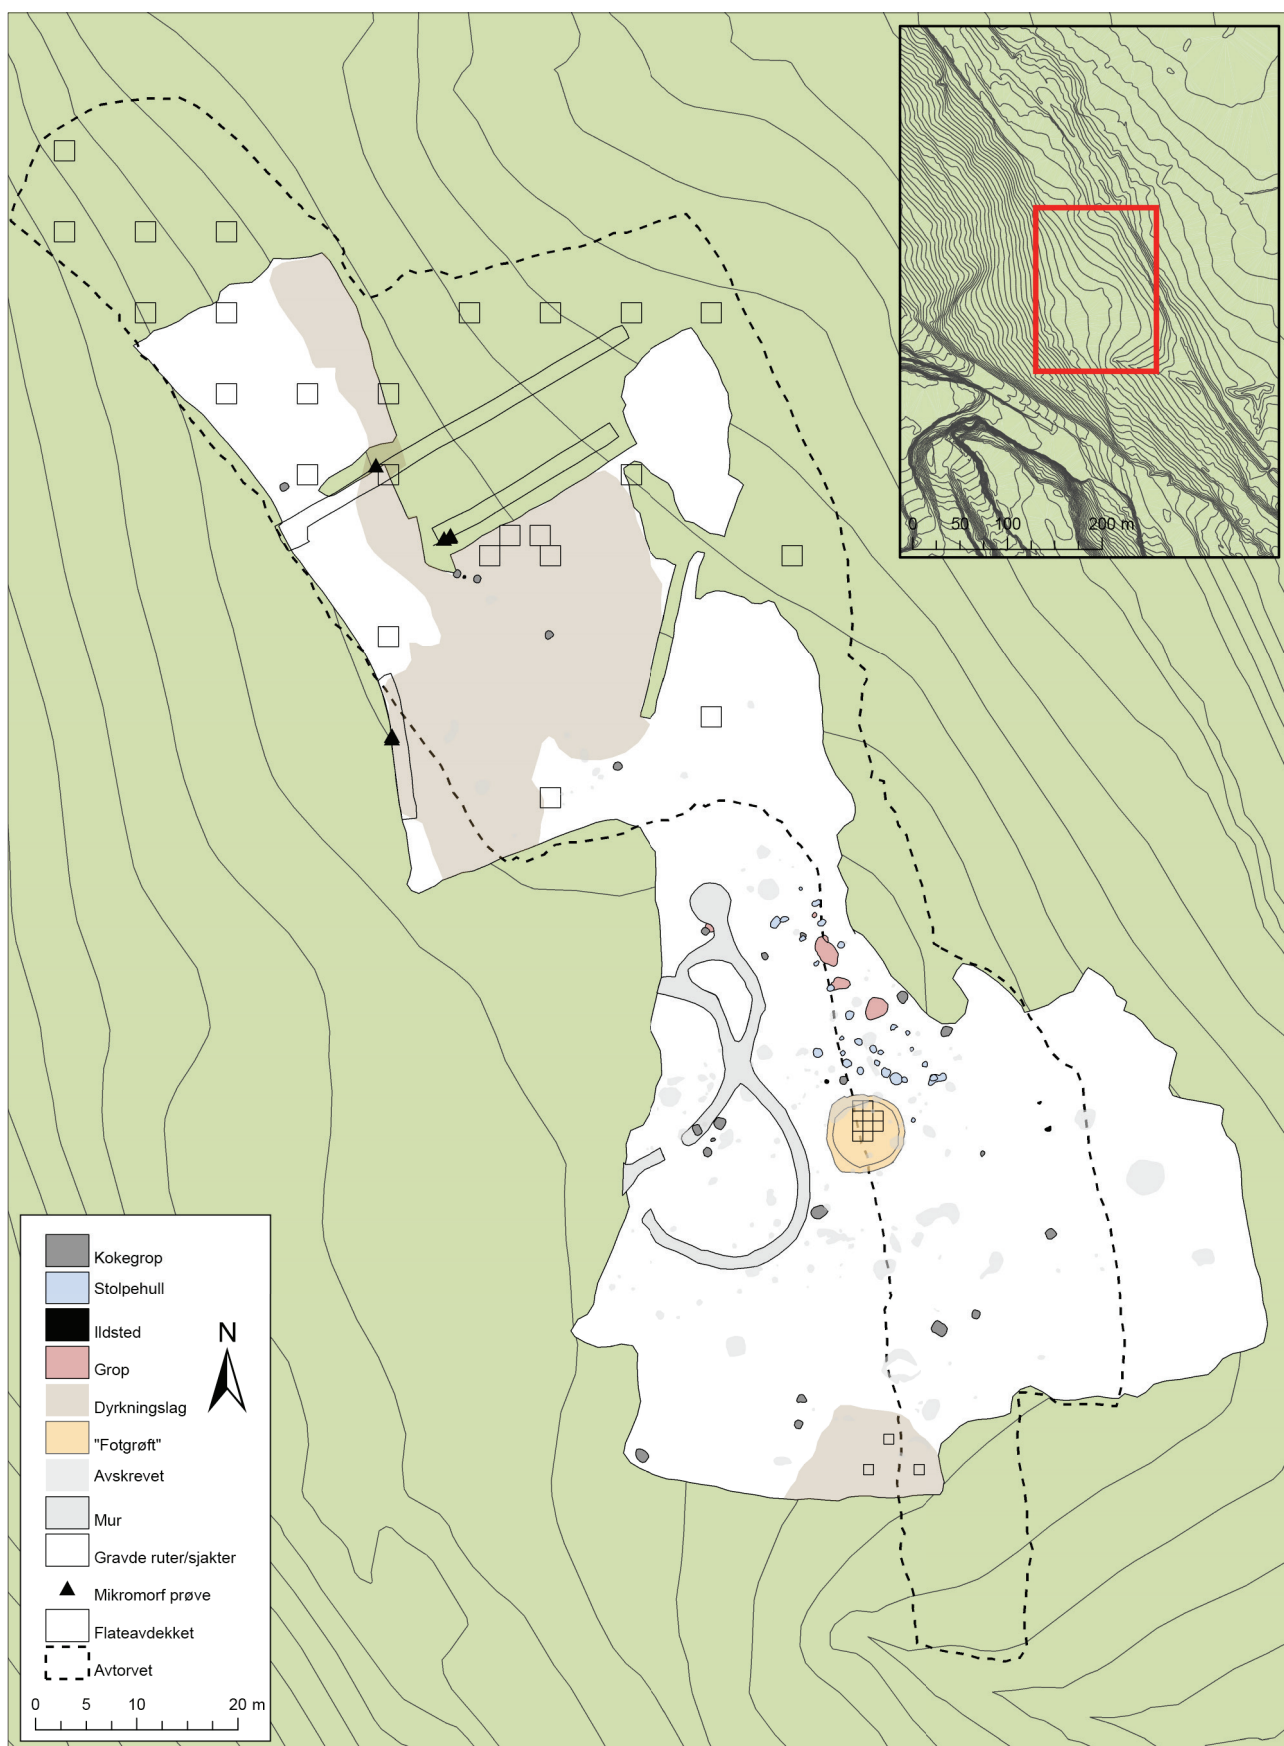 0 50 100 200 m
Kokegrop
Stolpehull
Ildsted
N
Grop
Dyrkningslag
"Fotgrøft"
Avskrevet
Mur
Gravde ruter/sjakter
Mikromorf prøve
Flateavdekket
Avtorvet
0 5 10 20 m